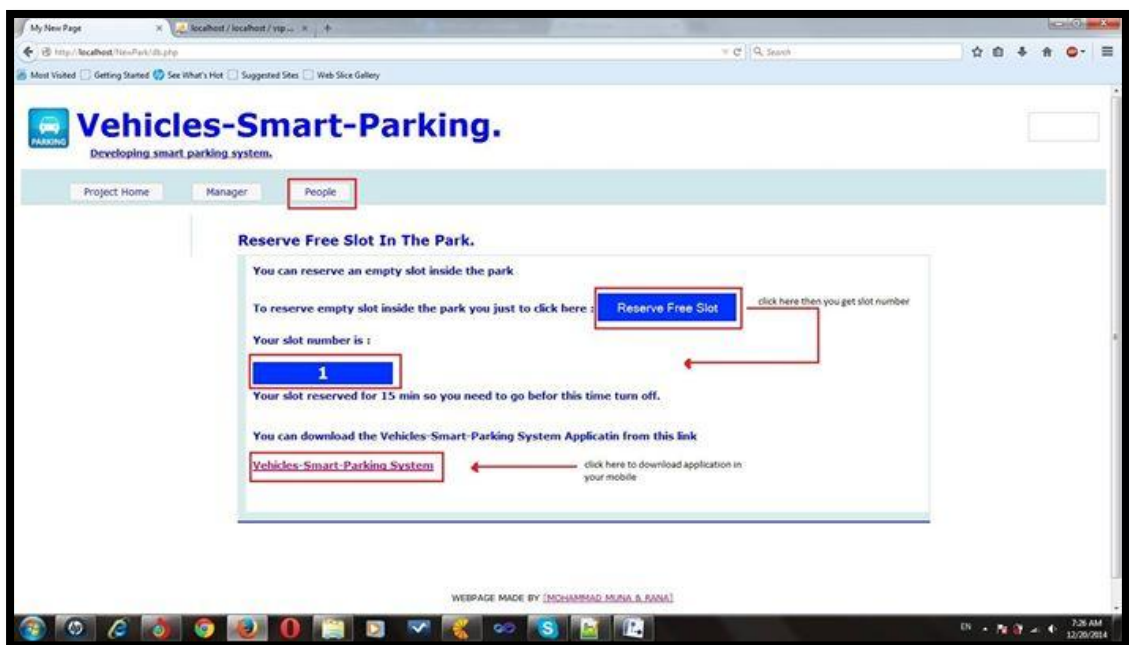 My New Page
localhost / localhost / vsp...
http://localhost/NewPark/db.php
Search
Most Visited
Getting Started
See What's Hot
Suggested Sites
Web Slice Gallery
PARKING
Vehicles-Smart-Parking.
Developing smart parking system.
Project Home
Manager
People
Reserve Free Slot In The Park.
You can reserve an empty slot inside the park
To reserve empty slot inside the park you just to click here :
Reserve Free Slot
click here then you get slot number
Your slot number is :
1
Your slot reserved for 15 min so you need to go befor this time turn off.
You can download the Vehicles-Smart-Parking System Applicatin from this link
Vehicles-Smart-Parking System
click here to download application in
your mobile
WEBPAGE MADE BY [MOHAMMAD MUNA & RANA]
EN
7:26 AM
12/20/2014